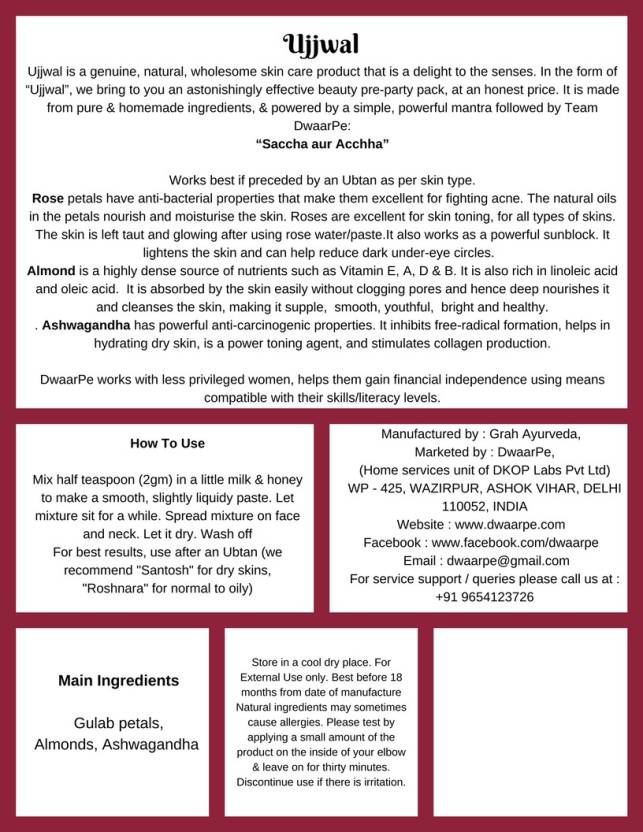 Ujjwal
Ujjwal is a genuine, natural, wholesome skin care product that is a delight to the senses. In the form of
“Ujjwal”, we bring to you an astonishingly effective beauty pre-party pack, at an honest price. It is made
from pure & homemade ingredients, & powered by a simple, powerful mantra followed by Team
DwaarPe:
“Saccha aur Acchha”
Works best if preceded by an Ubtan as per skin type.
Rose petals have anti-bacterial properties that make them excellent for fighting acne. The natural oils
in the petals nourish and moisturise the skin. Roses are excellent for skin toning, for all types of skins.
The skin is left taut and glowing after using rose water/paste.It also works as a powerful sunblock. It
lightens the skin and can help reduce dark under-eye circles.
Almond is a highly dense source of nutrients such as Vitamin E, A, D & B. It is also rich in linoleic acid
and oleic acid. It is absorbed by the skin easily without clogging pores and hence deep nourishes it
and cleanses the skin, making it supple, smooth, youthful, bright and healthy.
. Ashwagandha has powerful anti-carcinogenic properties. It inhibits free-radical formation, helps in
hydrating dry skin, is a power toning agent, and stimulates collagen production.
DwaarPe works with less privileged women, helps them gain financial independence using means
compatible with their skills/literacy levels.
How To Use
Mix half teaspoon (2gm) in a little milk & honey
to make a smooth, slightly liquidy paste. Let
mixture sit for a while. Spread mixture on face
and neck. Let it dry. Wash off
For best results, use after an Ubtan (we
recommend "Santosh" for dry skins,
"Roshnara" for normal to oily)
Manufactured by : Grah Ayurveda,
Marketed by : DwaarPe,
(Home services unit of DKOP Labs Pvt Ltd)
WP - 425, WAZIRPUR, ASHOK VIHAR, DELHI
110052, INDIA
Website : www.dwaarpe.com
Facebook : www.facebook.com/dwaarpe
Email : dwaarpe@gmail.com
For service support / queries please call us at :
+91 9654123726
Main Ingredients
Gulab petals,
Almonds, Ashwagandha
Store in a cool dry place. For
External Use only. Best before 18
months from date of manufacture
Natural ingredients may sometimes
cause allergies. Please test by
applying a small amount of the
product on the inside of your elbow
& leave on for thirty minutes.
Discontinue use if there is irritation.